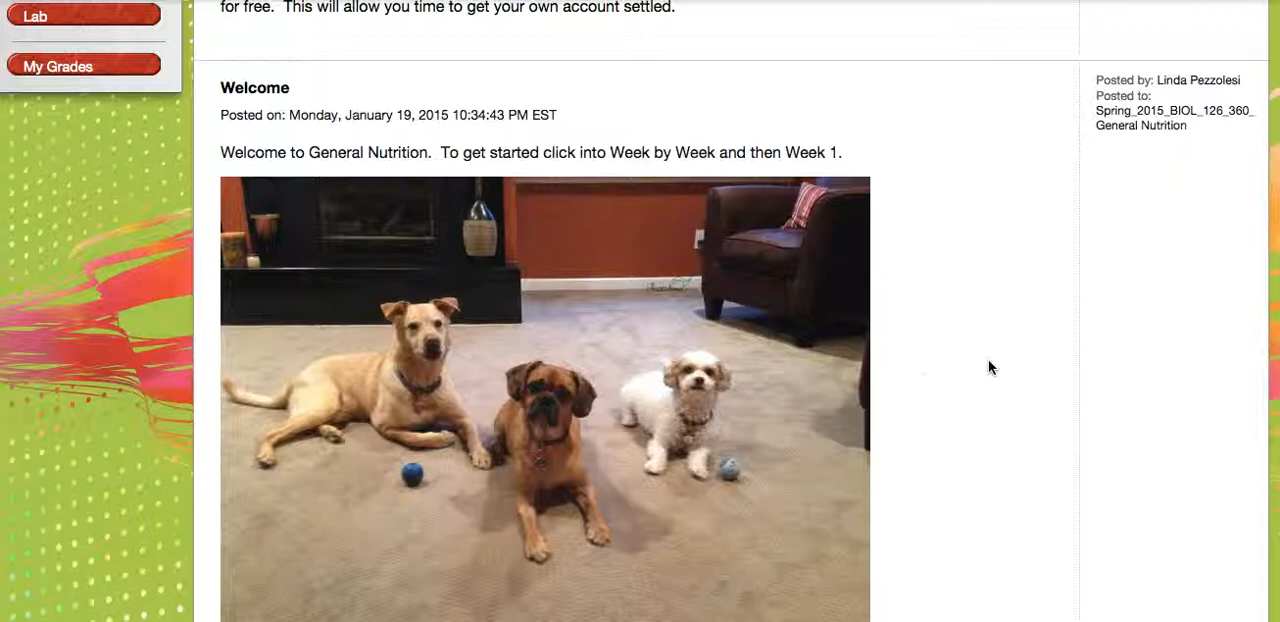 Lab
My Grades
for free.  This will allow you time to get your own account settled.
Welcome
Posted on: Monday, January 19, 2015 10:34:43 PM EST
Welcome to General Nutrition.  To get started click into Week by Week and then Week 1.
Posted by: Linda Pezzolesi
Posted to:
Spring_2015_BIOL_126_360_
General Nutrition